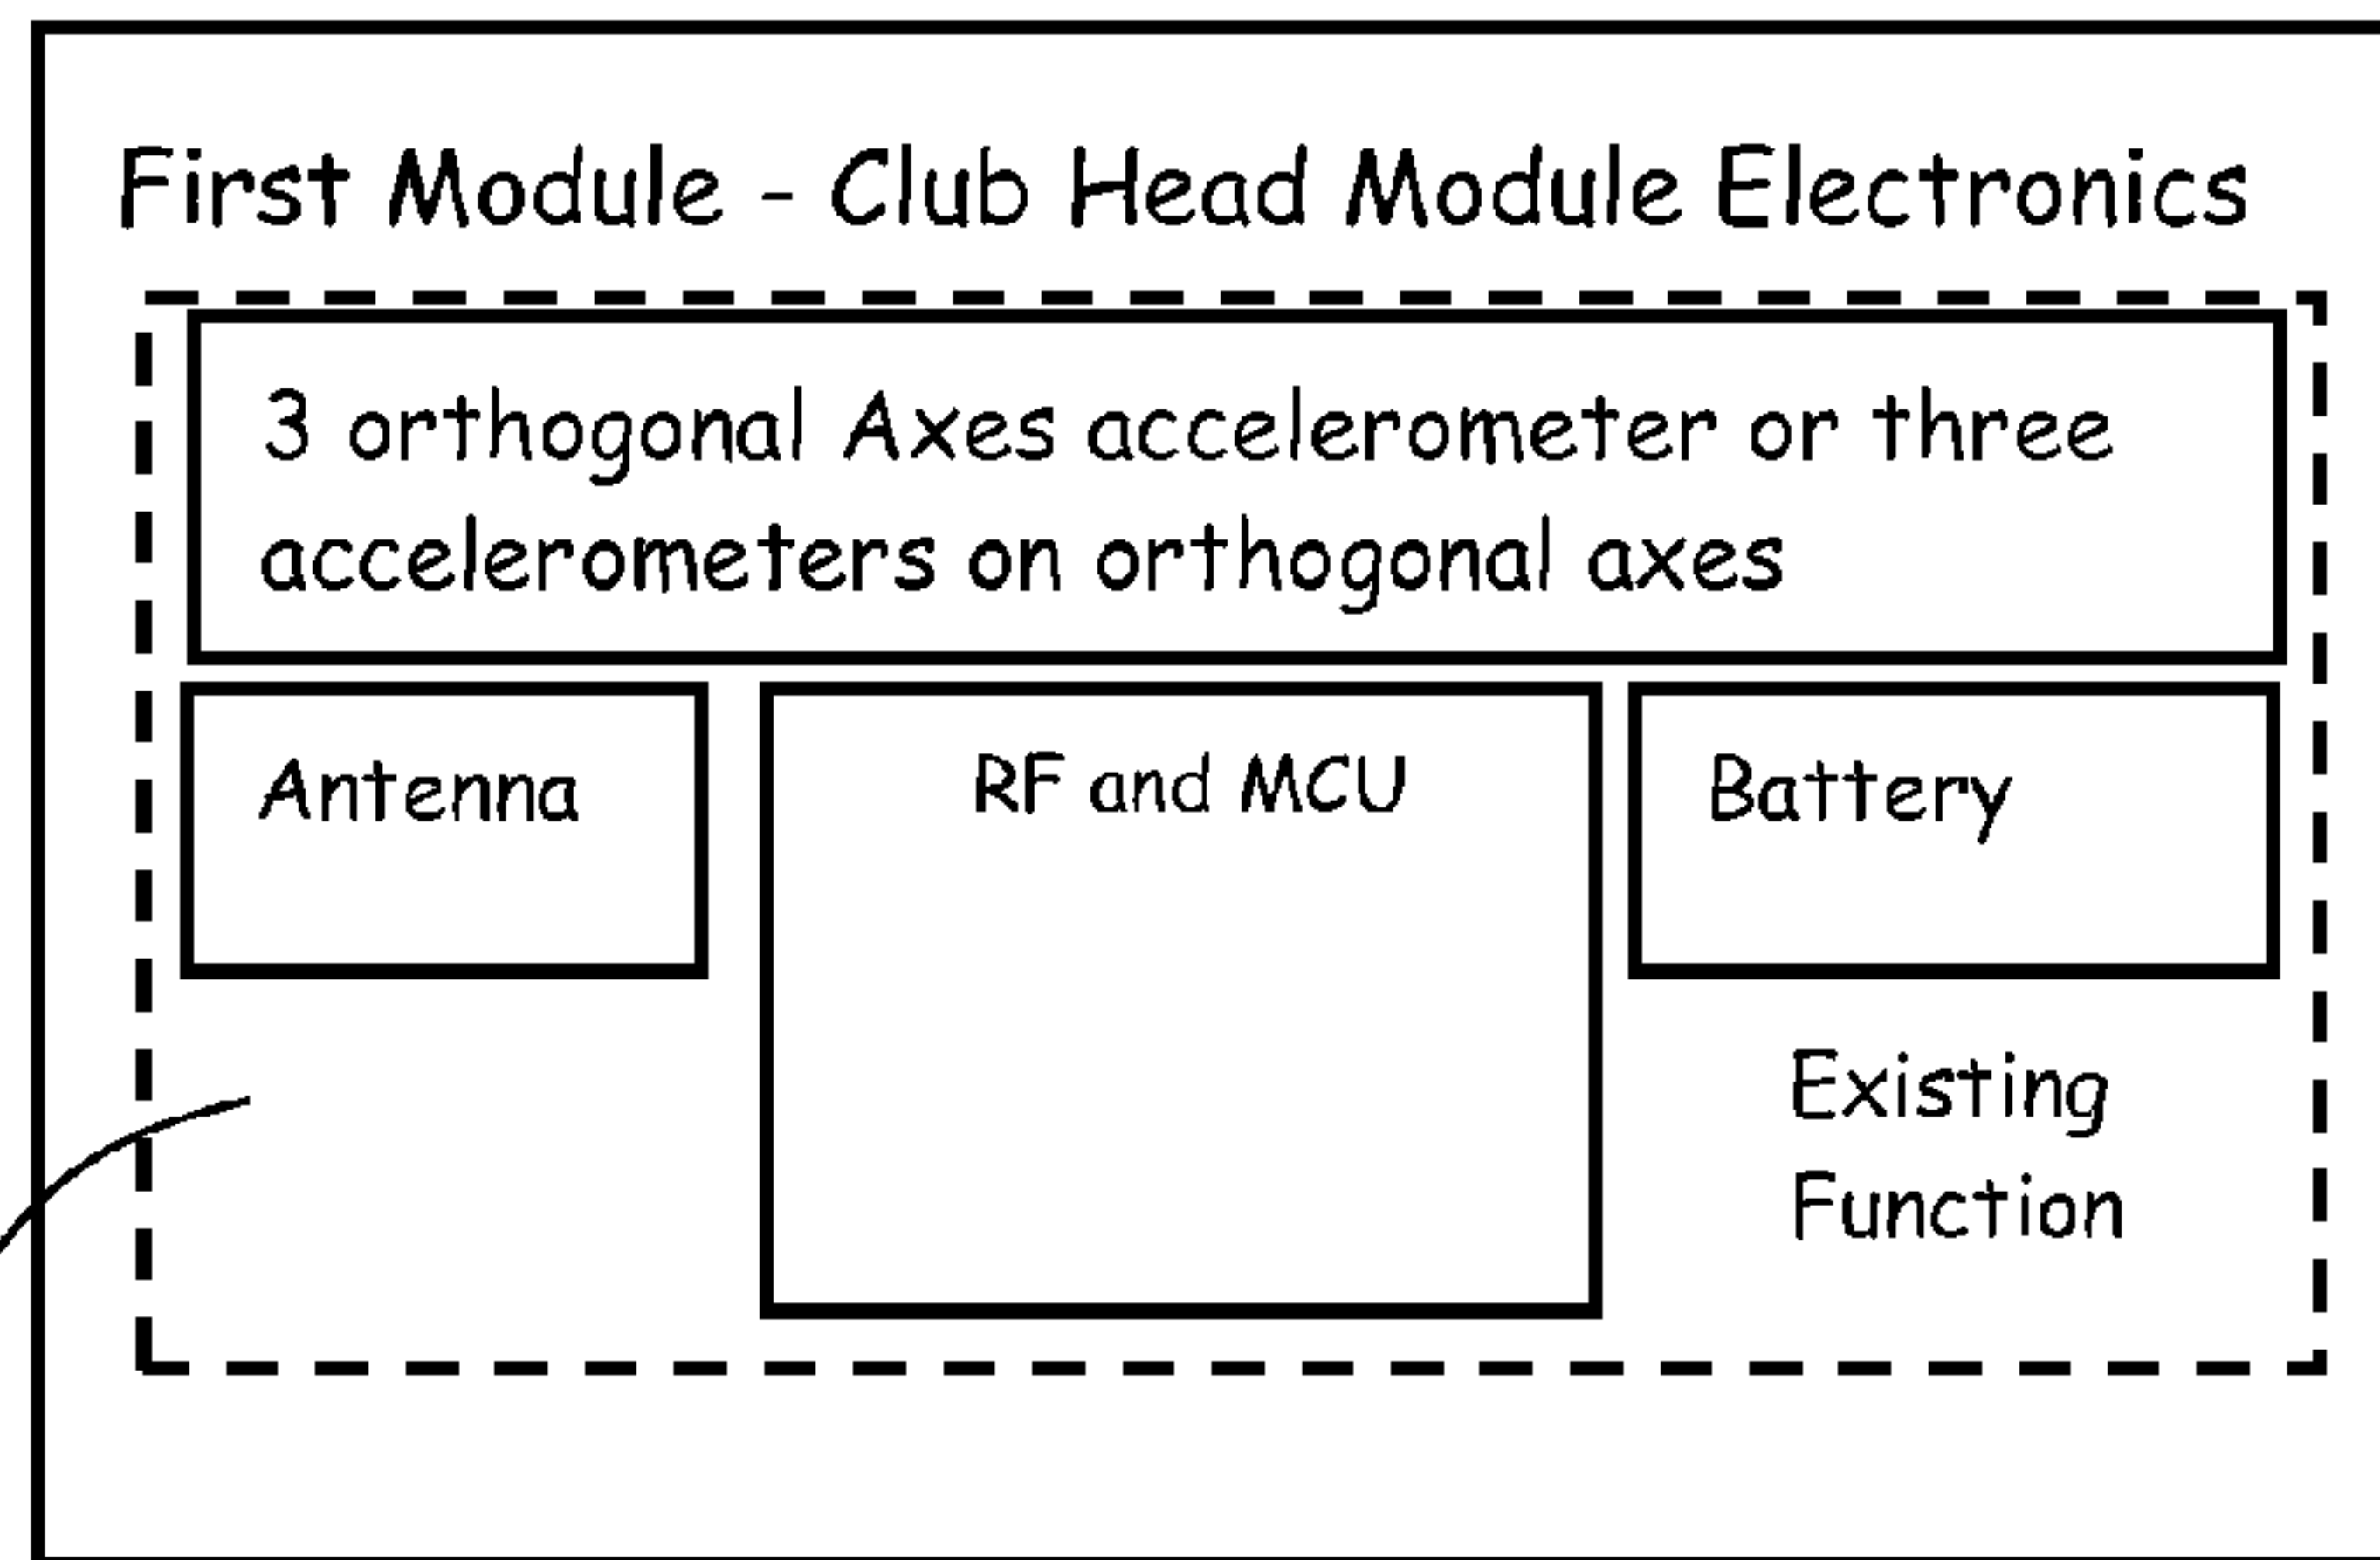 First Module - Club Head Module Electronics
3 orthogonal Axes accelerometer or three
accelerometers on orthogonal axes
Antenna
RF and MCU
Battery
Existing
Function